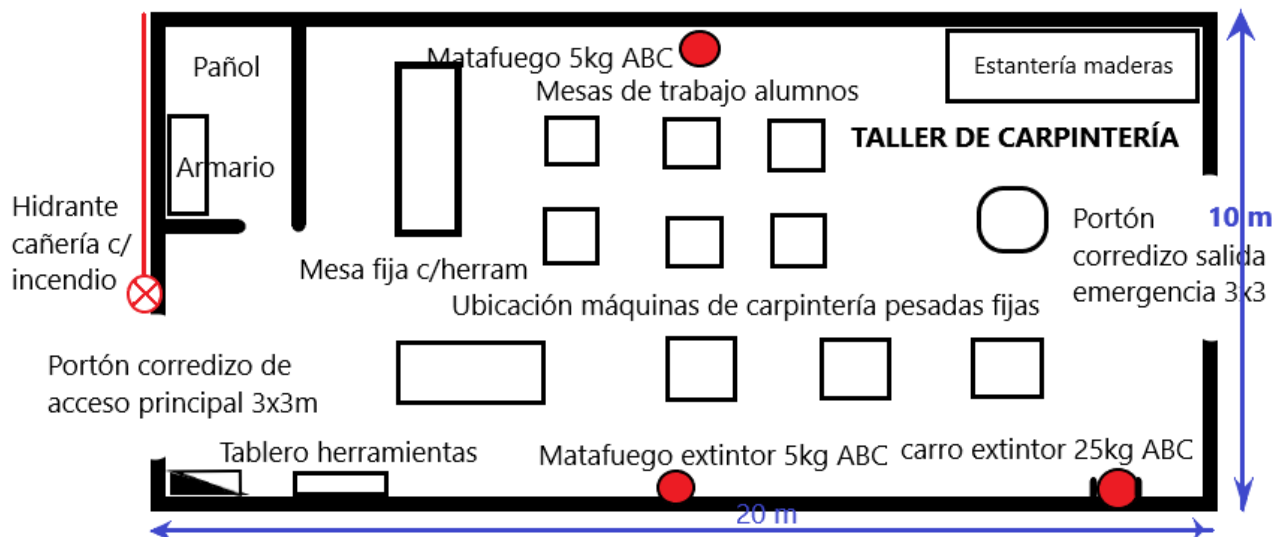 Pañol
Matafuego 5kg ABC
Estantería maderas
Mesas de trabajo alumnos
TALLER DE CARPINTERÍA
Armario
Hidrante
cañería c/
incendio
Portón
corredizo salida
emergencia 3x3
10 m
Mesa fija c/herram
Ubicación máquinas de carpintería pesadas fijas
Portón corredizo de
acceso principal 3x3m
Tablero herramientas
Matafuego extintor 5kg ABC
carro extintor 25kg ABC
20 m